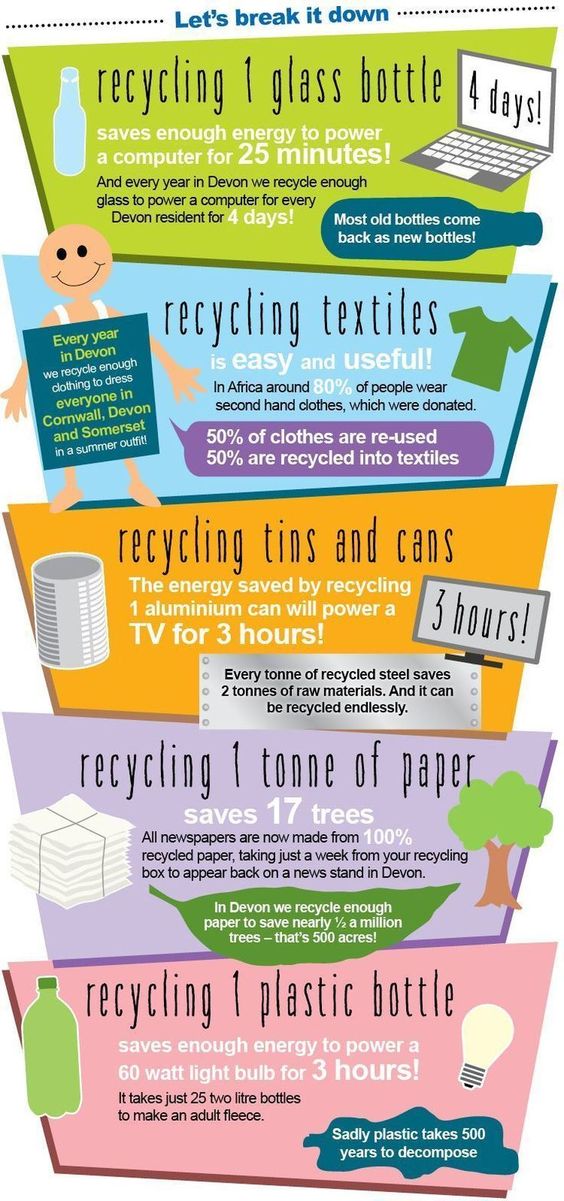 Let's break it down
recycling 1 glass bottle
saves enough energy to power
a computer for 25 minutes!
4 days!
And every year in Devon we recycle enough
glass to power a computer for every
Devon resident for 4 days!
Most old bottles come
back as new bottles!
recycling textiles
is easy and useful!
Every year
in Devon
we recycle enough
clothing to dress
everyone in
Cornwall, Devon
and Somerset
in a summer outfit!
In Africa around 80% of people wear
second hand clothes, which were donated.
50% of clothes are re-used
50% are recycled into textiles
recycling tins and cans
The energy saved by recycling
1 aluminium can will power a
TV for 3 hours!
3 hours!
Every tonne of recycled steel saves
2 tonnes of raw materials. And it can
be recycled endlessly.
recycling 1 tonne of paper
saves 17 trees
All newspapers are now made from 100%
recycled paper, taking just a week from your recycling
box to appear back on a news stand in Devon.
In Devon we recycle enough
paper to save nearly ½ a million
trees – that's 500 acres!
recycling 1 plastic bottle
saves enough energy to power a
60 watt light bulb for 3 hours!
It takes just 25 two litre bottles
to make an adult fleece.
Sadly plastic takes 500
years to decompose